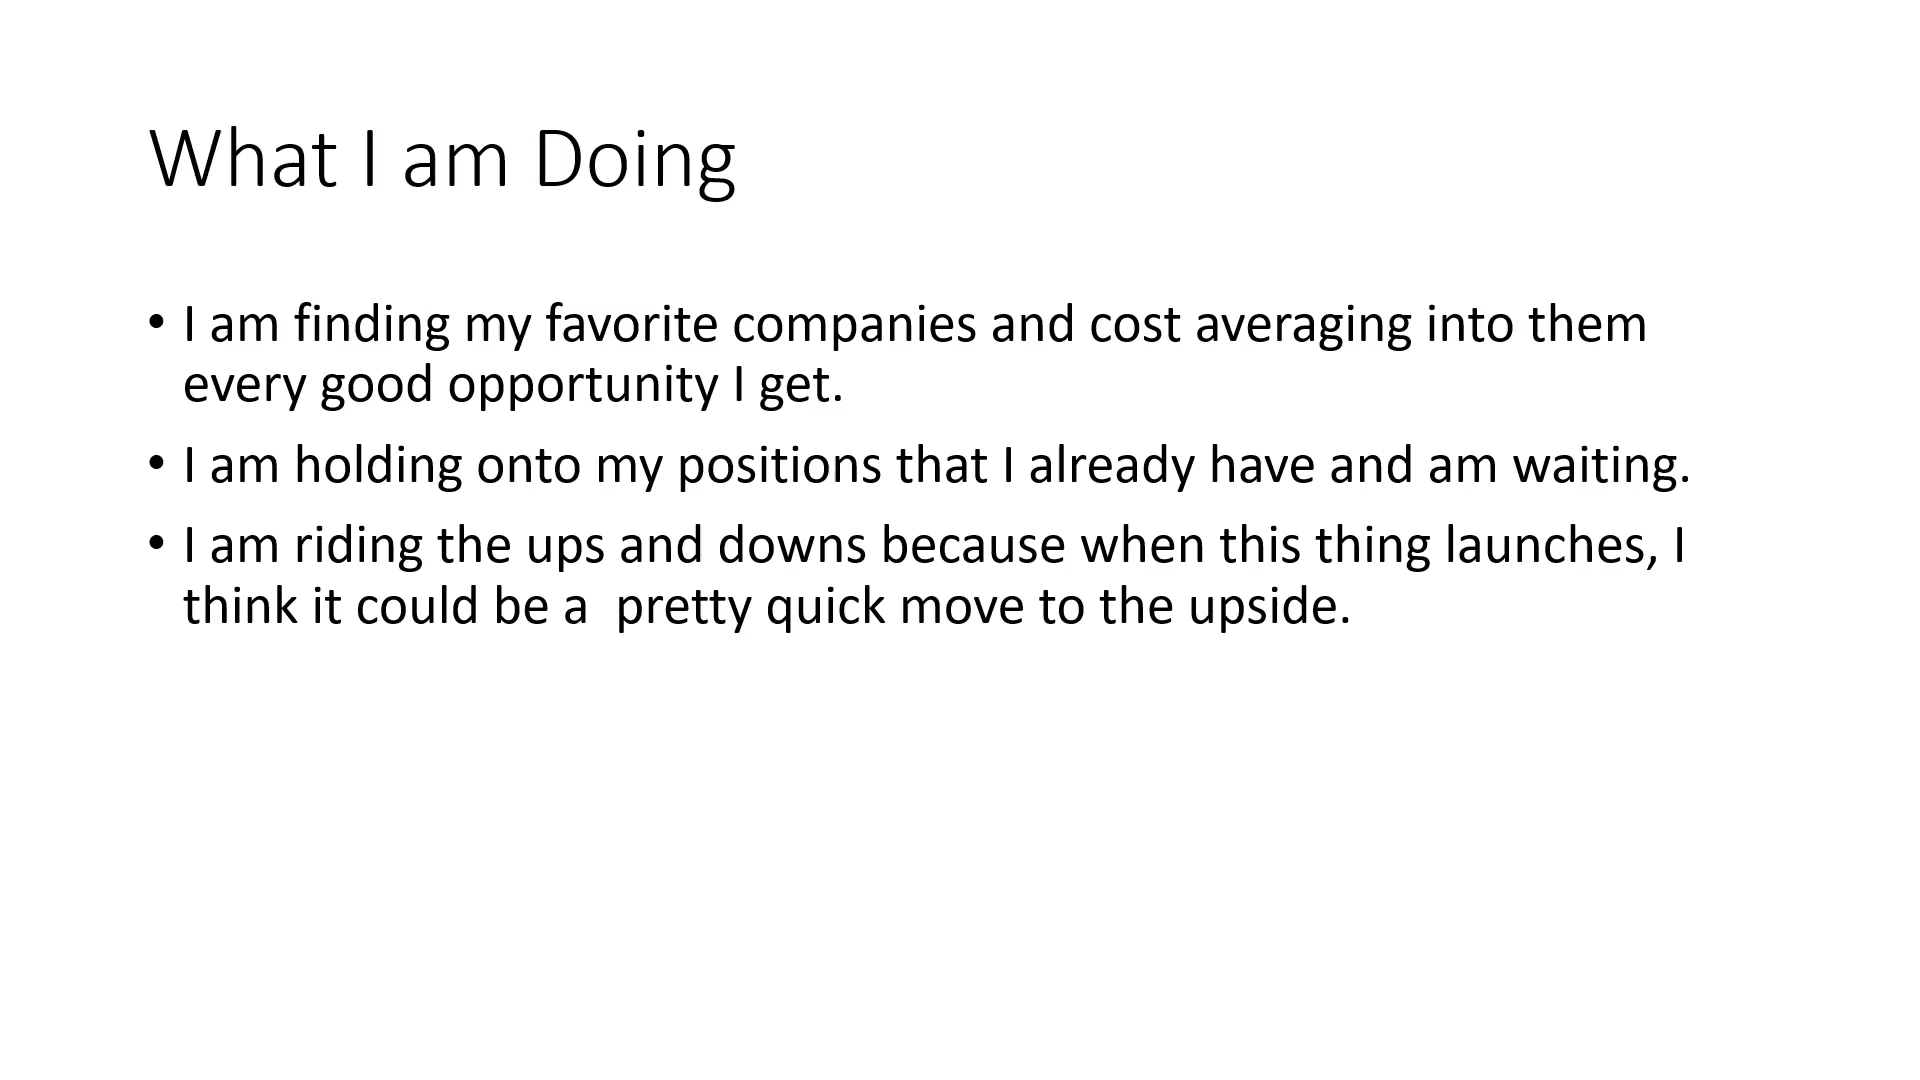 What I am Doing
• I am finding my favorite companies and cost averaging into them
every good opportunity I get.
• I am holding onto my positions that I already have and am waiting.
• I am riding the ups and downs because when this thing launches, I
think it could be a  pretty quick move to the upside.